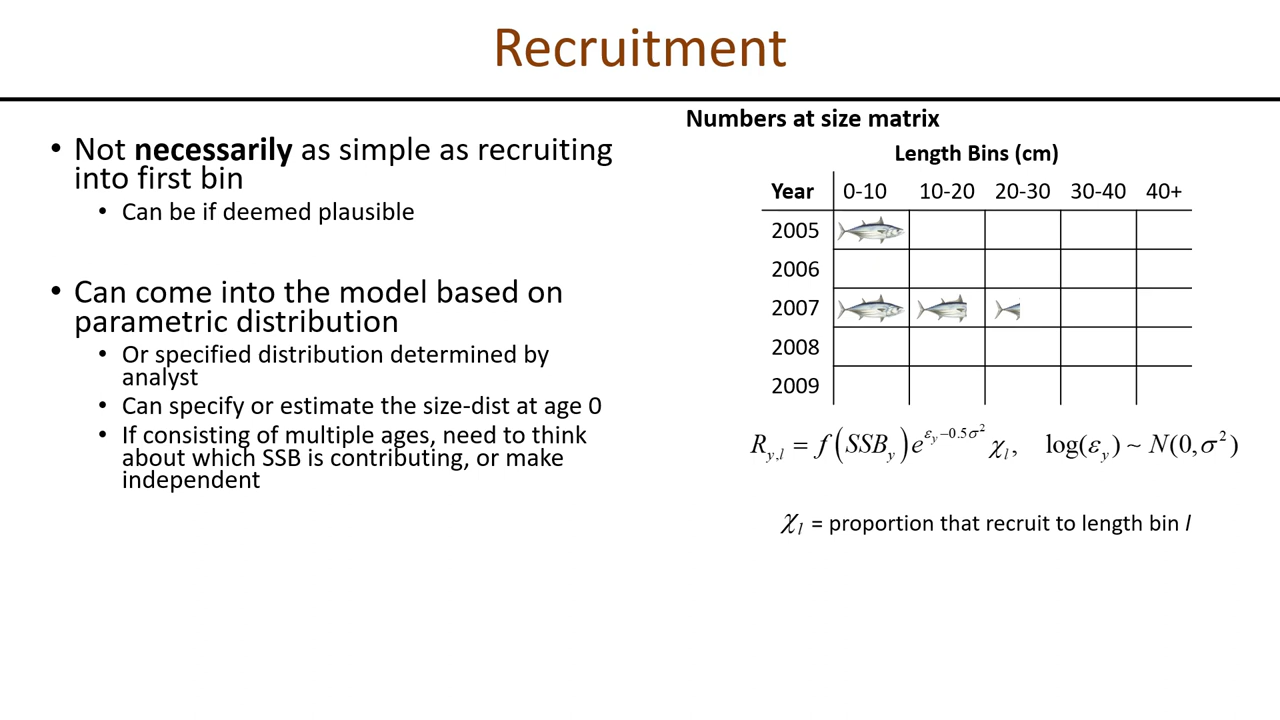 Recruitment
• Not necessarily as simple as recruiting
into first bin
• Can be if deemed plausible
• Can come into the model based on
parametric distribution
• Or specified distribution determined by
analyst
• Can specify or estimate the size-dist at age 0
• If consisting of multiple ages, need to think
about which SSB is contributing, or make
independent
Numbers at size matrix
Length Bins (cm)
Year 0-10 10-20 20-30 30-40 40+
2005
2006
2007
2008
2009
R_{y,l} = f(SSB_y)e^{ε_y−0.5σ^2} χ_l, log(ε_y) ~ N(0,σ^2)
χ_l = proportion that recruit to length bin l